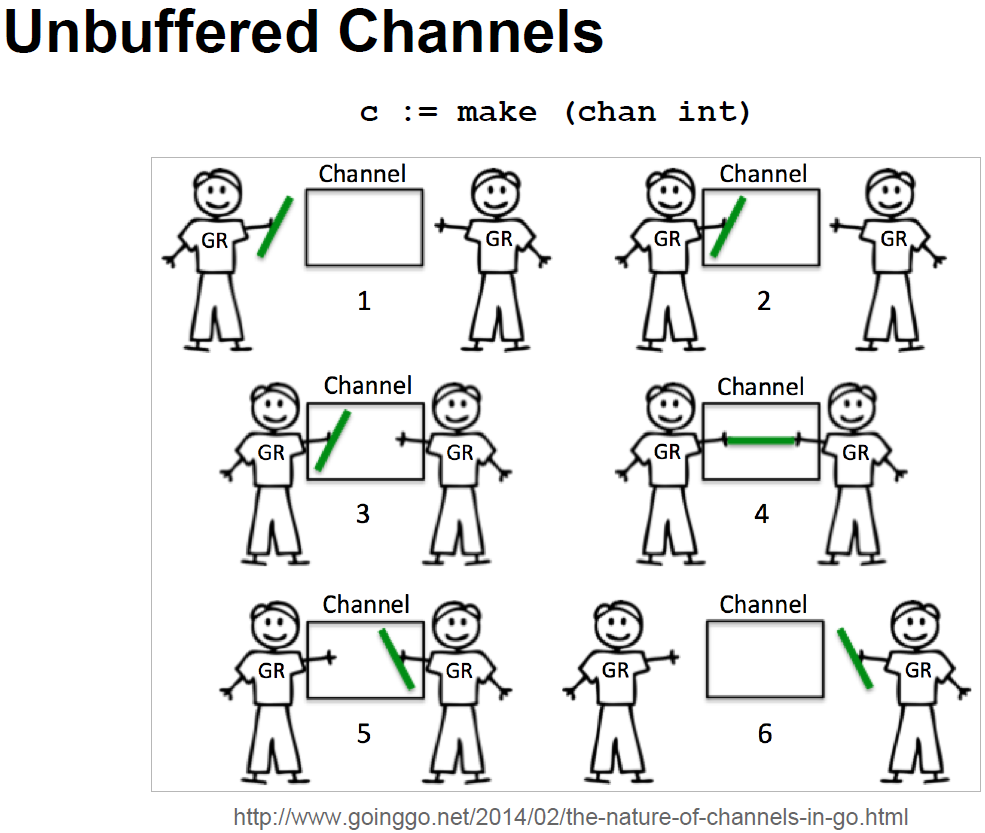 Unbuffered Channels
c := make (chan int)
Channel
GR
GR
1
Channel
GR
GR
2
Channel
GR
GR
3
Channel
GR
GR
4
Channel
GR
GR
5
Channel
GR
GR
6
http://www.goinggo.net/2014/02/the-nature-of-channels-in-go.html